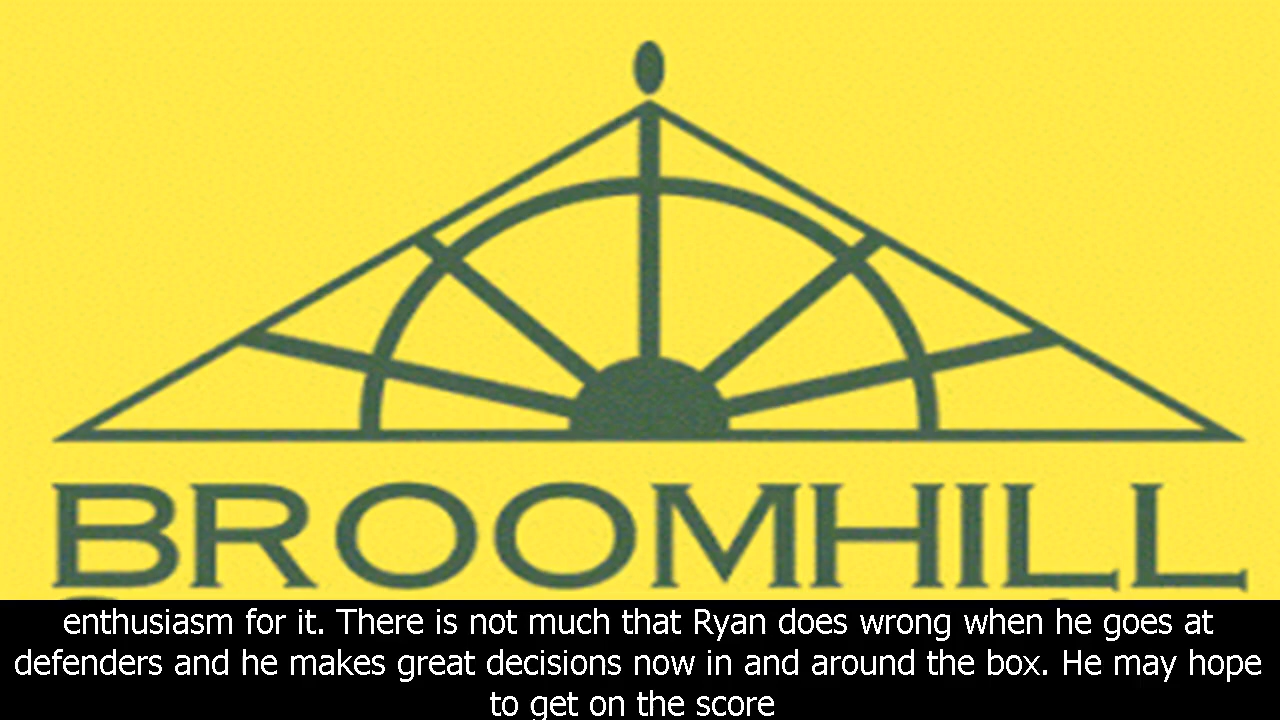 BROOMHILL
enthusiasm for it. There is not much that Ryan does wrong when he goes at
defenders and he makes great decisions now in and around the box. He may hope
to get on the score